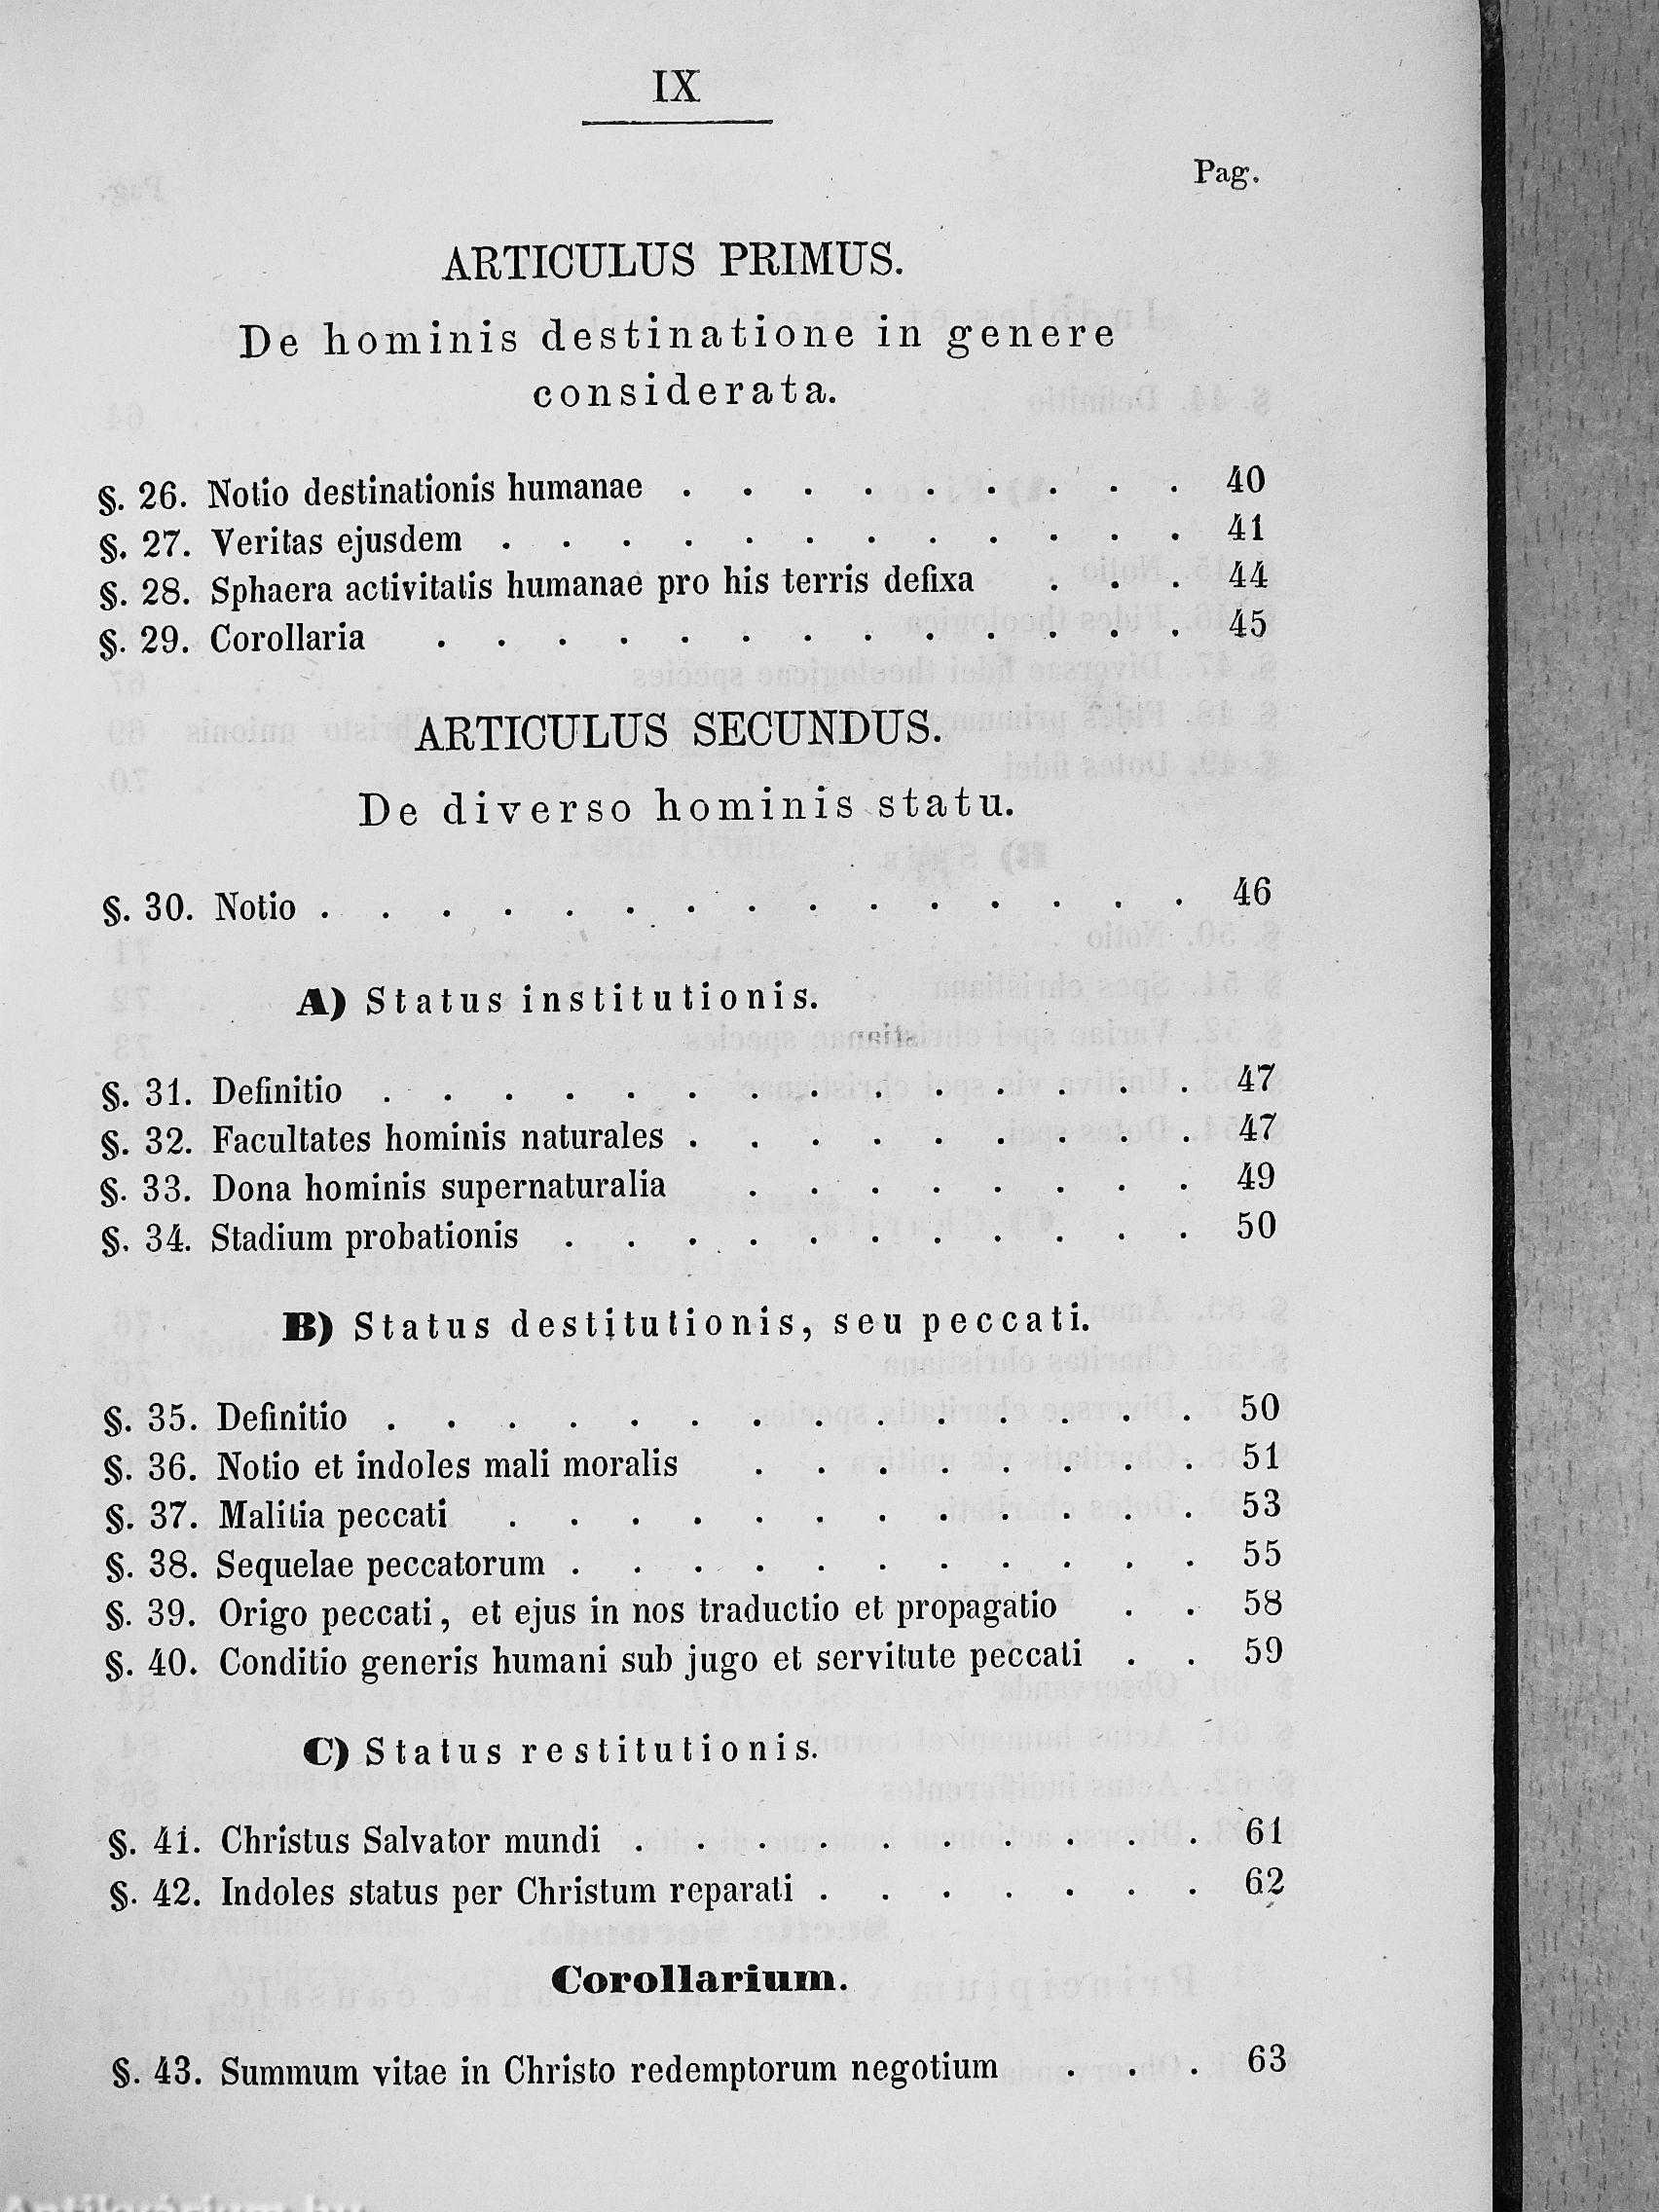 IX
Pag.
ARTICULUS PRIMUS.
De hominis destinatione in genere
considerata.
§. 26. Notio destinationis humanae . . . . . . . . . 40
§. 27. Veritas ejusdem . . . . . . . . . . . . 41
§. 28. Sphaera activitatis humanae pro his terris defixa . . . 44
§. 29. Corollaria . . . . . . . . . . . . . 45
ARTICULUS SECUNDUS.
De diverso hominis statu.
§. 30. Notio . . . . . . . . . . . . . . . 46
A) Status institutionis.
§. 31. Definitio . . . . . . . . . . . . . . 47
§. 32. Facultates hominis naturales . . . . . . . . . 47
§. 33. Dona hominis supernaturalia . . . . . . . . 49
§. 34. Stadium probationis . . . . . . . . . . . 50
B) Status destitutionis, seu peccati.
§. 35. Definitio . . . . . . . . . . . . . . 50
§. 36. Notio et indoles mali moralis . . . . . . . . 51
§. 37. Malitia peccati . . . . . . . . . . . . 53
§. 38. Sequelae peccatorum . . . . . . . . . . . 55
§. 39. Origo peccati, et ejus in nos traductio et propagatio . . 58
§. 40. Conditio generis humani sub jugo et servitute peccati . . 59
C) Status restitutionis.
§. 41. Christus Salvator mundi . . . . . . . . . . 61
§. 42. Indoles status per Christum reparati . . . . . . . 62
Corollarium.
§. 43. Summum vitae in Christo redemptorum negotium . . . 63